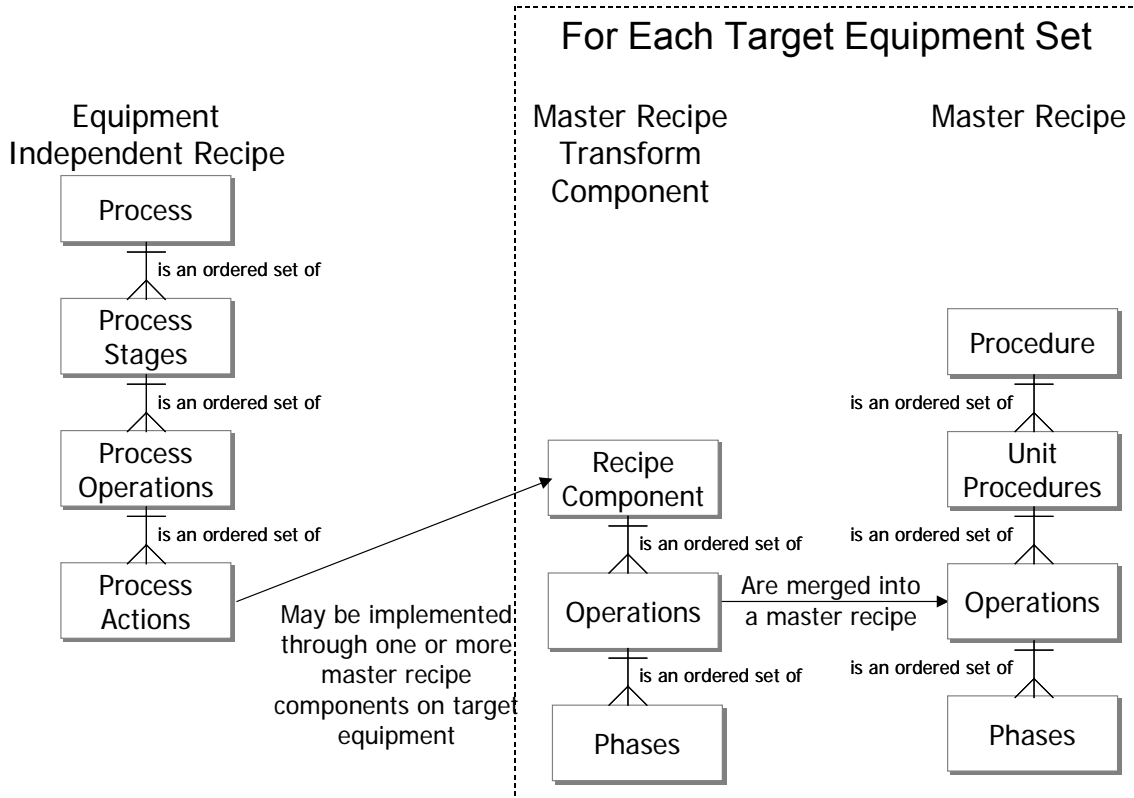 For Each Target Equipment Set
Equipment
Independent Recipe
Master Recipe
Transform
Component
Master Recipe
Process
is an ordered set of
Process
Stages
is an ordered set of
Process
Operations
is an ordered set of
Process
Actions
May be implemented
through one or more
master recipe
components on target
equipment
Recipe
Component
is an ordered set of
Operations
is an ordered set of
Phases
Are merged into
a master recipe
Procedure
is an ordered set of
Unit
Procedures
is an ordered set of
Operations
is an ordered set of
Phases